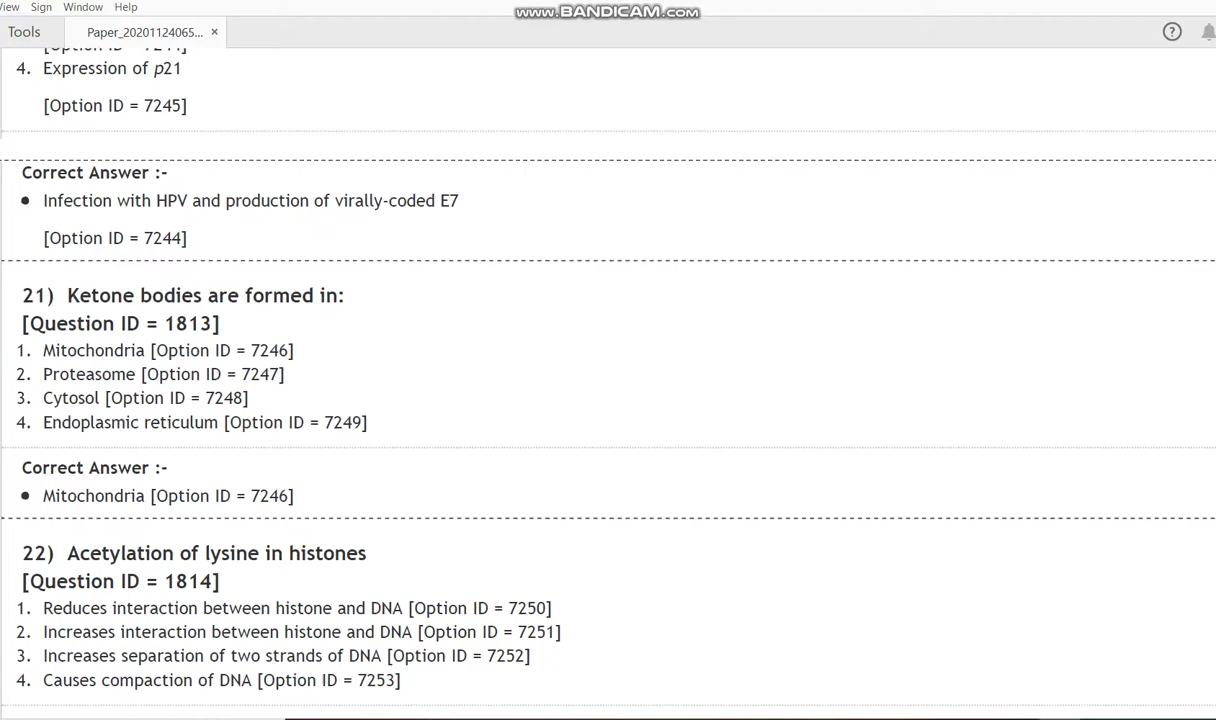 View Sign Window Help
www.BANDICAM.com
Tools Paper_20201124065... ×
?
[Option ID = 7244]
4. Expression of p21
[Option ID = 7245]
Correct Answer :-
• Infection with HPV and production of virally-coded E7
[Option ID = 7244]
21) Ketone bodies are formed in:
[Question ID = 1813]
1. Mitochondria [Option ID = 7246]
2. Proteasome [Option ID = 7247]
3. Cytosol [Option ID = 7248]
4. Endoplasmic reticulum [Option ID = 7249]
Correct Answer :-
• Mitochondria [Option ID = 7246]
22) Acetylation of lysine in histones
[Question ID = 1814]
1. Reduces interaction between histone and DNA [Option ID = 7250]
2. Increases interaction between histone and DNA [Option ID = 7251]
3. Increases separation of two strands of DNA [Option ID = 7252]
4. Causes compaction of DNA [Option ID = 7253]